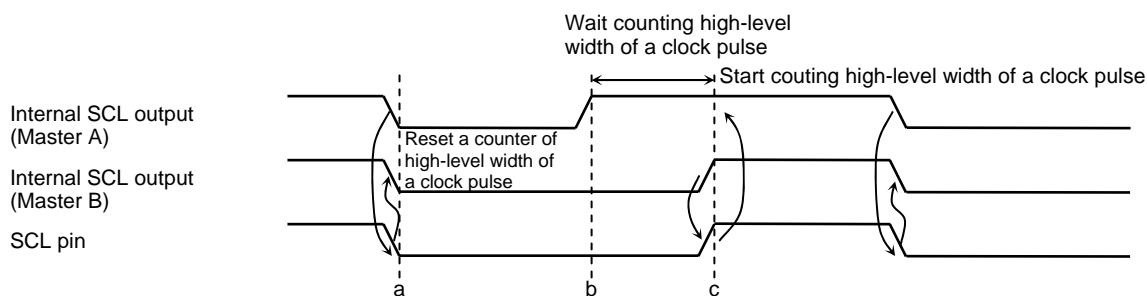 Wait counting high-level
width of a clock pulse
Start couting high-level width of a clock pulse
Internal SCL output
(Master A)
Reset a counter of
high-level width of
a clock pulse
Internal SCL output
(Master B)
SCL pin
a
b
c